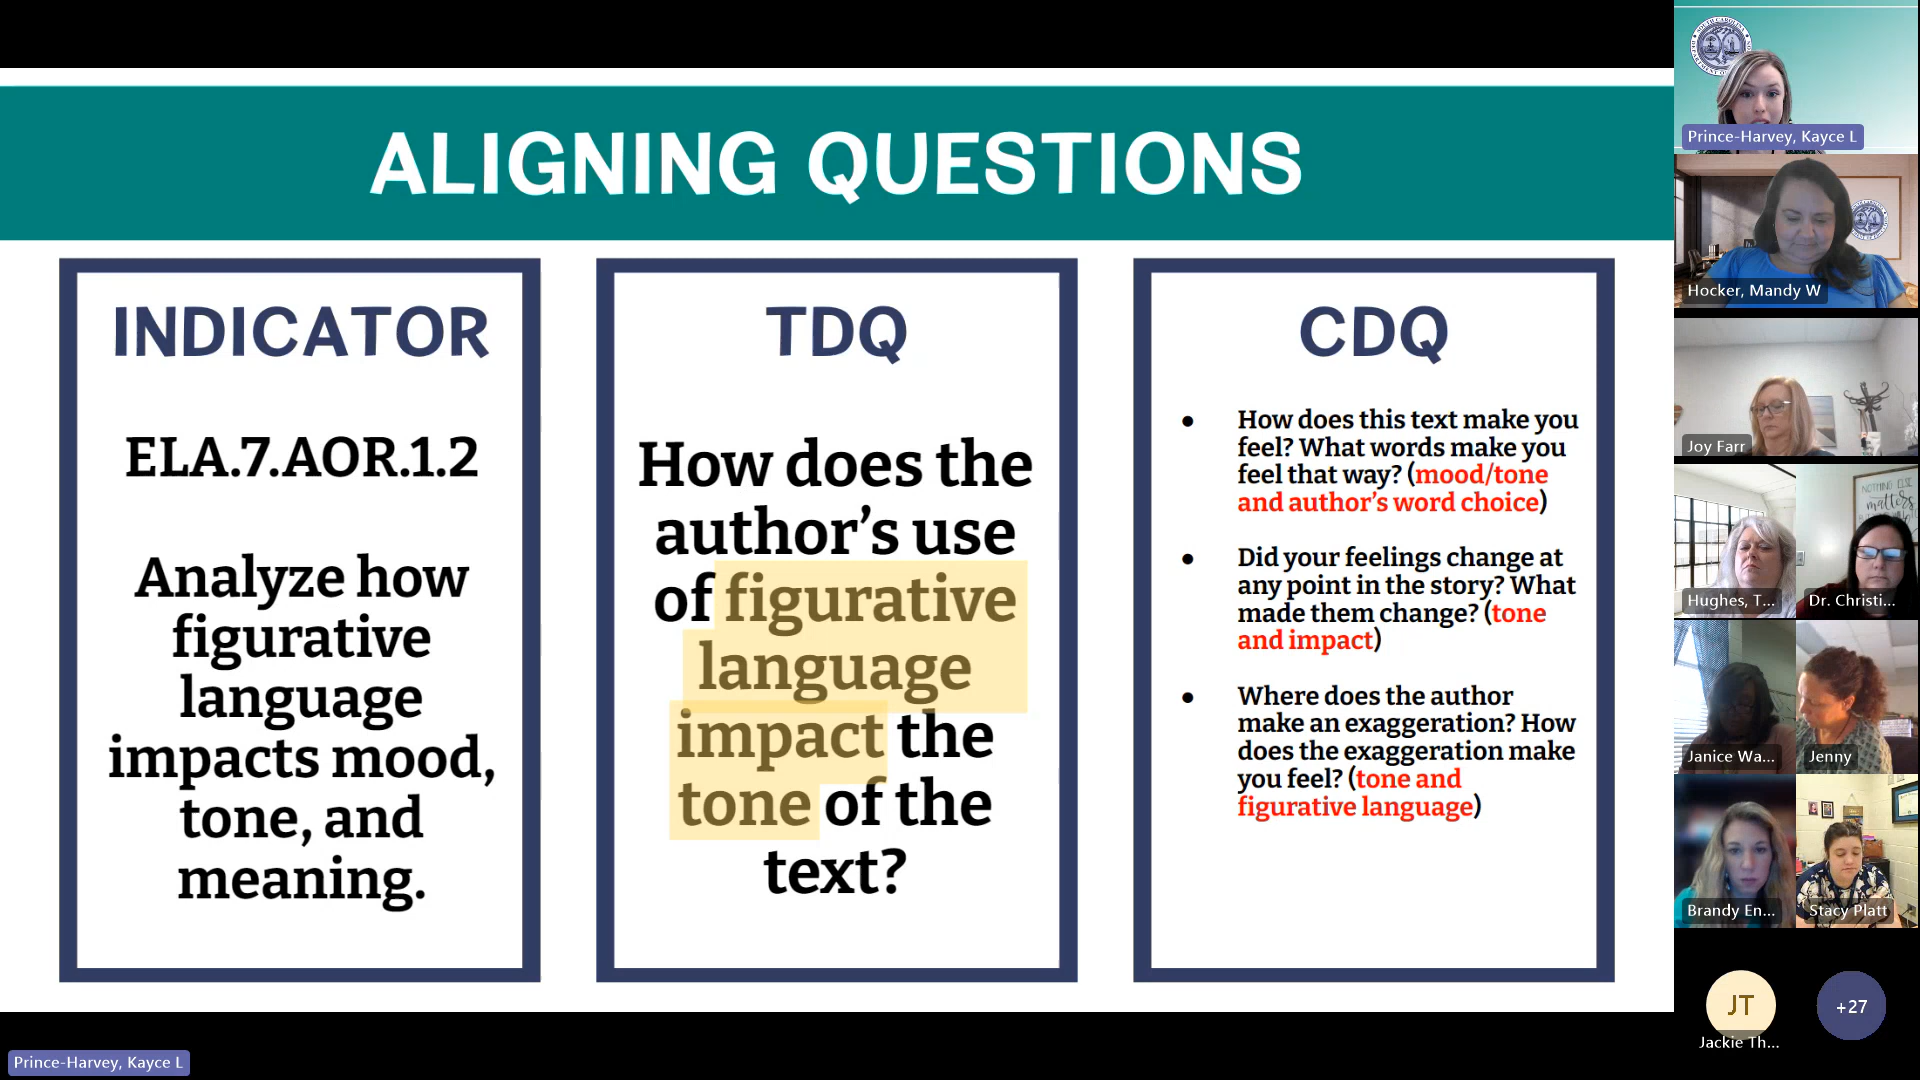 ALIGNING QUESTIONS
INDICATOR
ELA.7.AOR.1.2
Analyze how
figurative
language
impacts mood,
tone, and
meaning.
TDQ
How does the
author’s use
of figurative
language
impact the
tone of the
text?
CDQ
• How does this text make you
feel? What words make you
feel that way? (mood/tone
and author’s word choice)
• Did your feelings change at
any point in the story? What
made them change? (tone
and impact)
• Where does the author
make an exaggeration? How
does the exaggeration make
you feel? (tone and
figurative language)
Prince-Harvey, Kayce L
Hocker, Mandy W
Joy Farr
NOTHING ELSE
matters
Hughes, T...
Dr. Christi...
Janice Wa...
Jenny
Brandy En...
Stacy Platt
JT
+27
Jackie Th...
Prince-Harvey, Kayce L